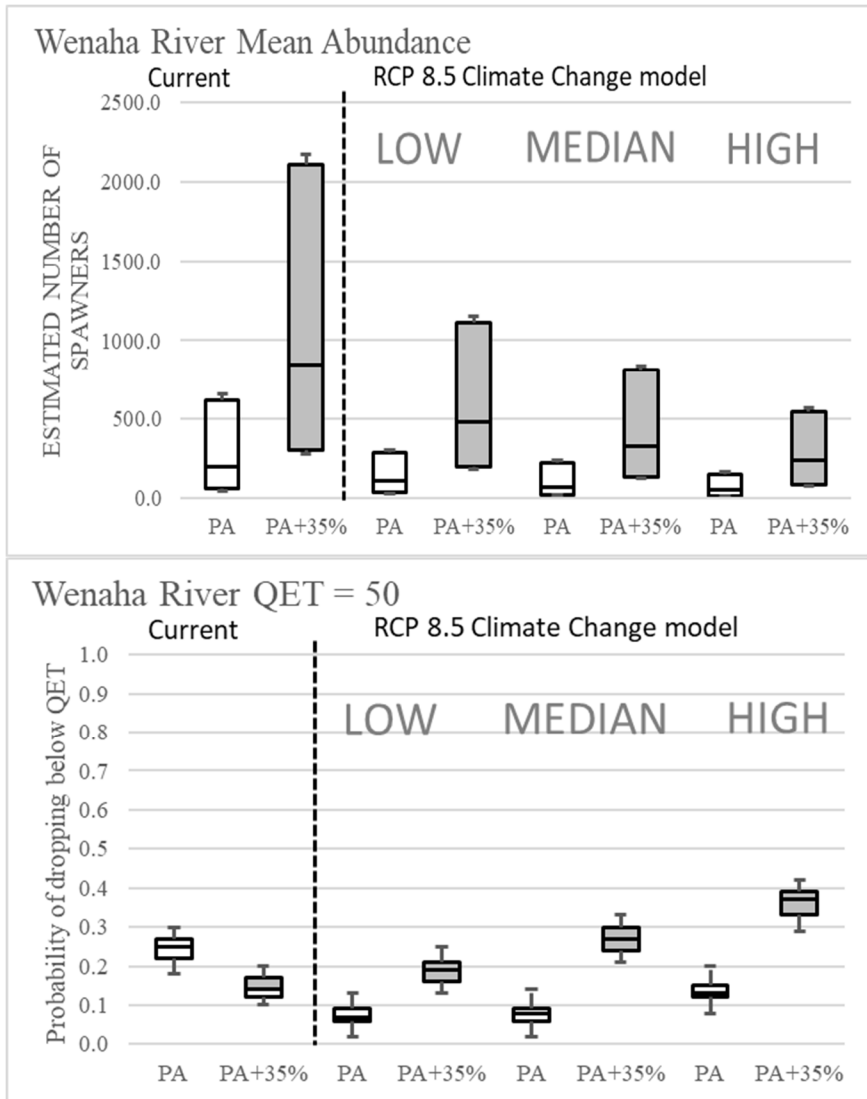 Wenaha River Mean Abundance
Current RCP 8.5 Climate Change model
2500.0
LOW MEDIAN HIGH
2000.0
1500.0
1000.0
500.0
0.0
ESTIMATED NUMBER OF
SPAWNERS
PA PA+35% PA PA+35% PA PA+35% PA PA+35%
Wenaha River QET = 50
Current RCP 8.5 Climate Change model
1.0
0.9
LOW MEDIAN HIGH
0.8
0.7
0.6
0.5
0.4
0.3
0.2
0.1
0.0
Probability of dropping below QET
PA PA+35% PA PA+35% PA PA+35% PA PA+35%